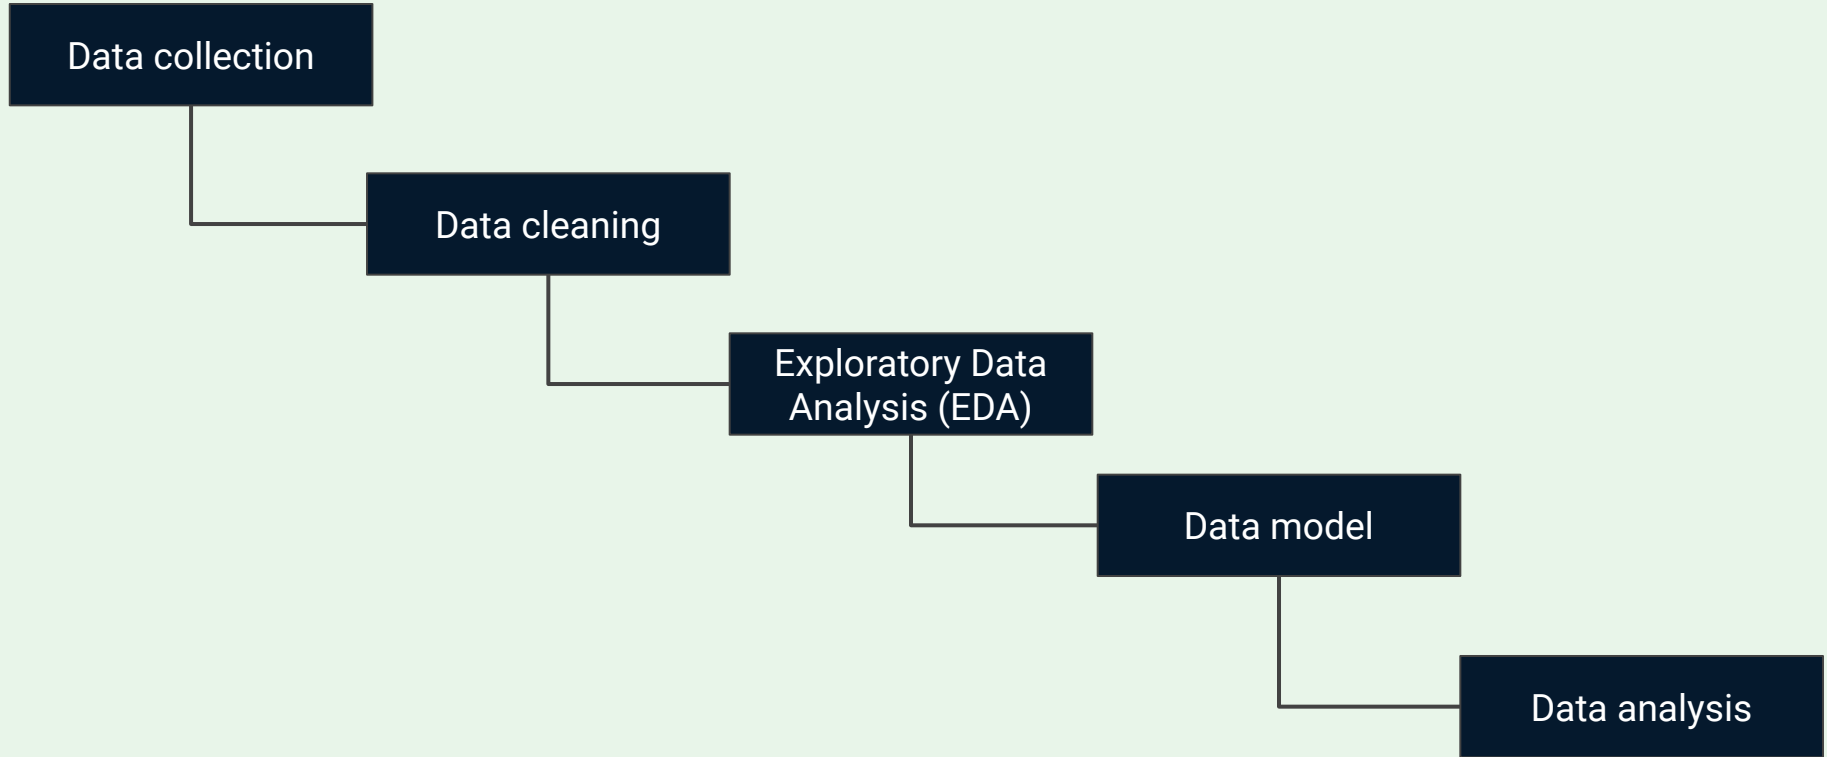 Data collection
Data cleaning
Exploratory Data
Analysis (EDA)
Data model
Data analysis